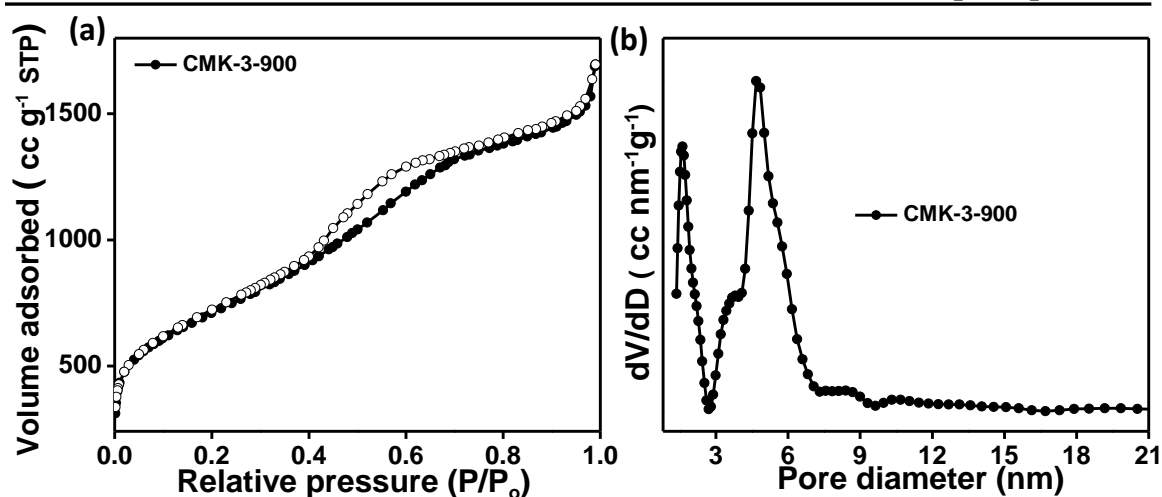 (a)
CMK-3-900
Volume adsorbed ( cc g-1 STP)
1500
1000
500
0.0 0.2 0.4 0.6 0.8 1.0
Relative pressure (P/Po)
(b)
CMK-3-900
dV/dD ( cc nm-1g-1)
3 6 9 12 15 18 21
Pore diameter (nm)